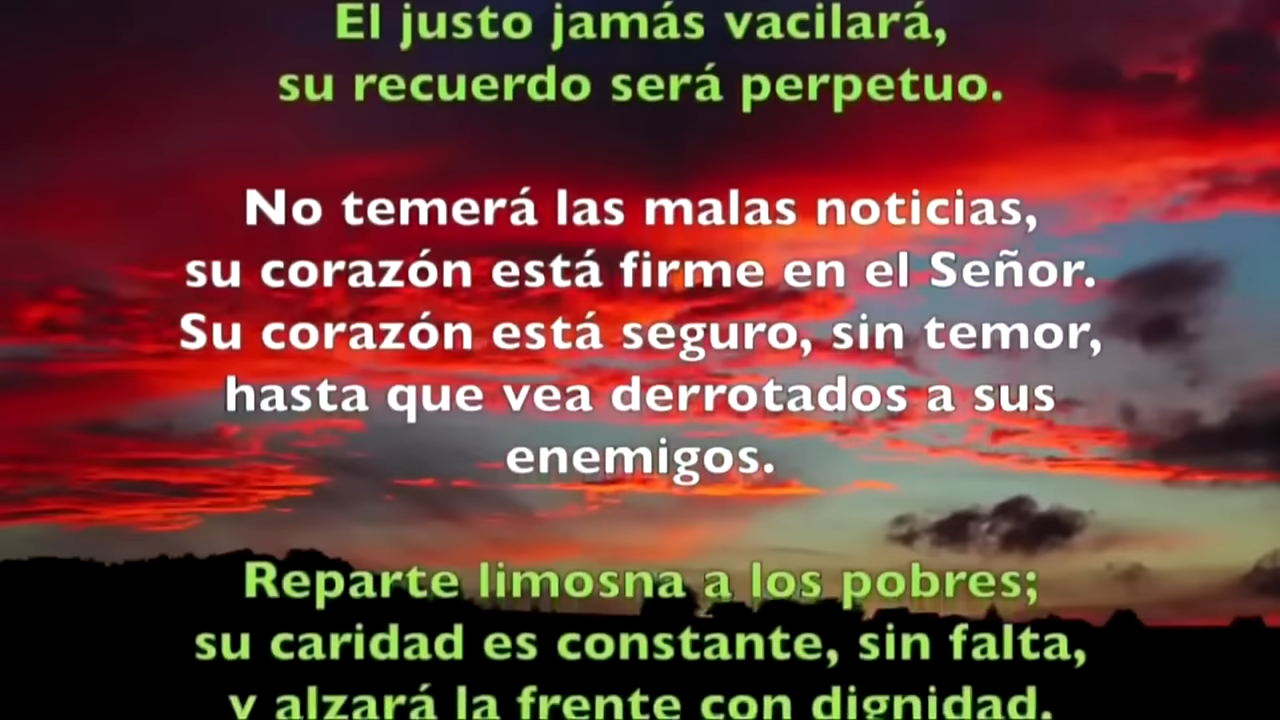 El justo jamás vacilará,
su recuerdo será perpetuo.
No temerá las malas noticias,
su corazón está firme en el Señor.
Su corazón está seguro, sin temor,
hasta que vea derrotados a sus
enemigos.
Reparte limosna a los pobres;
su caridad es constante, sin falta,
y alzará la frente con dignidad.